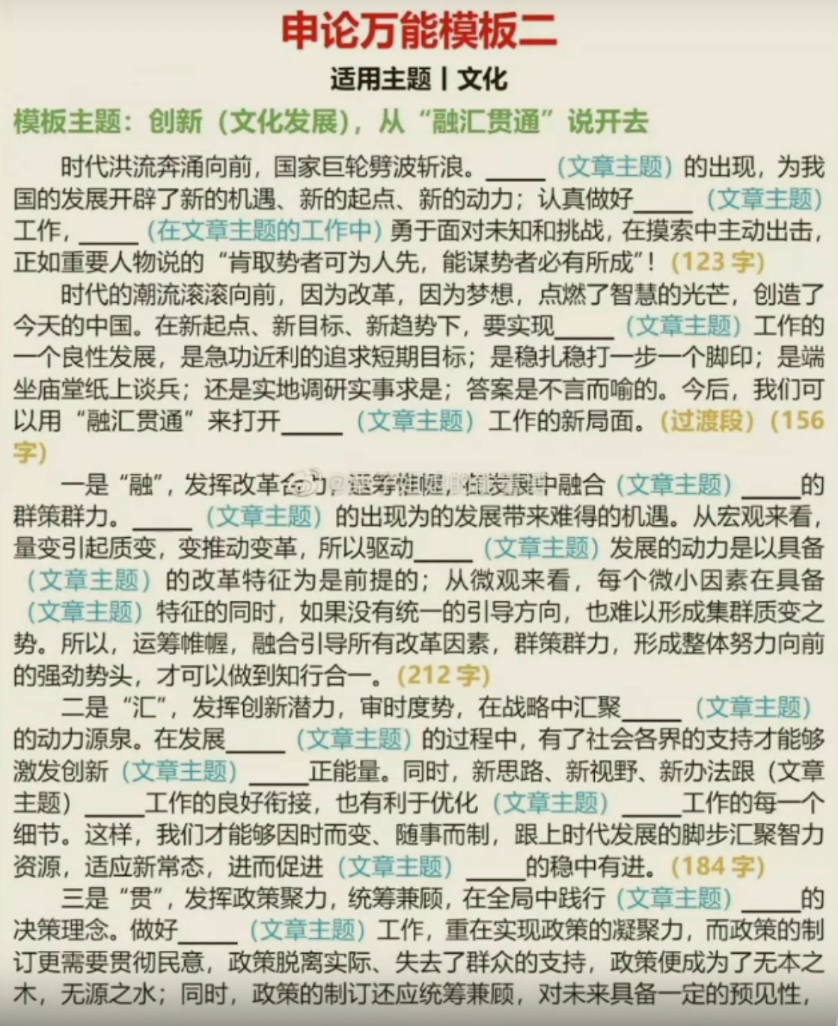 申论万能模板二
适用主题丨文化
模板主题：创新（文化发展），从“融汇贯通”说开去
时代洪流奔涌向前，国家巨轮劈波斩浪。_____（文章主题）的出现，为我
国的发展开辟了新的机遇、新的起点、新的动力；认真做好_____（文章主题）
工作，_____（在文章主题的工作中）勇于面对未知和挑战，在摸索中主动出击，
正如重要人物说的“肯取势者可为人先，能谋势者必有所成”！（123 字）
时代的潮流滚滚向前，因为改革，因为梦想，点燃了智慧的光芒，创造了
今天的中国。在新起点、新目标、新趋势下，要实现_____（文章主题）工作的
一个良性发展，是急功近利的追求短期目标；是稳扎稳打一步一个脚印；是端
坐庙堂纸上谈兵；还是实地调研实事求是；答案是不言而喻的。今后，我们可
以用“融汇贯通”来打开_____（文章主题）工作的新局面。（过渡段）（156
字）
一是“融”，发挥改革合力，运筹帷幄，在发展中融合（文章主题）_____的
群策群力。_____（文章主题）的出现为的发展带来难得的机遇。从宏观来看，
量变引起质变，变推动变革，所以驱动_____（文章主题）发展的动力是以具备
（文章主题）的改革特征为是前提的；从微观来看，每个微小因素在具备
（文章主题）特征的同时，如果没有统一的引导方向，也难以形成集群质变之
势。所以，运筹帷幄，融合引导所有改革因素，群策群力，形成整体努力向前
的强劲势头，才可以做到知行合一。（212 字）
二是“汇”，发挥创新潜力，审时度势，在战略中汇聚_____（文章主题）
的动力源泉。在发展_____（文章主题）的过程中，有了社会各界的支持才能够
激发创新（文章主题）_____正能量。同时，新思路、新视野、新办法跟（文章
主题）_____工作的良好衔接，也有利于优化（文章主题）_____工作的每一个
细节。这样，我们才能够因时而变、随事而制，跟上时代发展的脚步汇聚智力
资源，适应新常态，进而促进（文章主题）_____的稳中有进。（184 字）
三是“贯”，发挥政策聚力，统筹兼顾，在全局中践行（文章主题）_____的
决策理念。做好_____（文章主题）工作，重在实现政策的凝聚力，而政策的制
订更需要贯彻民意，政策脱离实际、失去了群众的支持，政策便成为了无本之
木，无源之水；同时，政策的制订还应统筹兼顾，对未来具备一定的预见性，